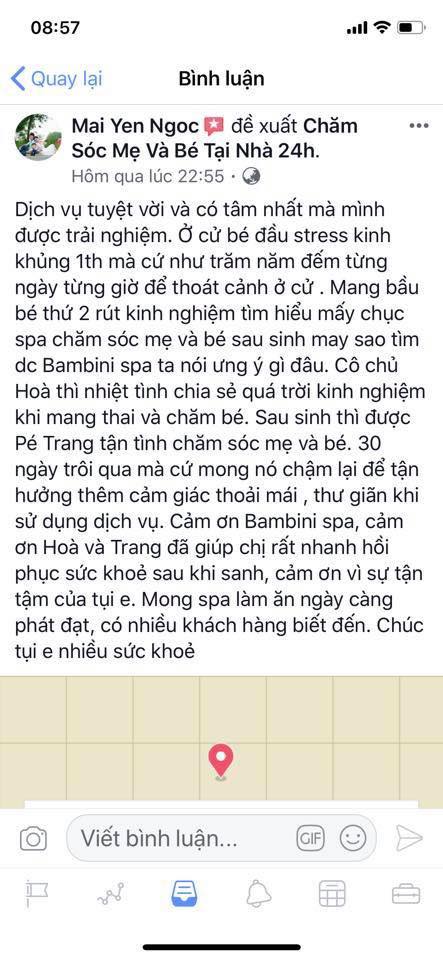 08:57
Quay lại
Bình luận
Mai Yen Ngoc đề xuất Chăm
Sóc Mẹ Và Bé Tại Nhà 24h.
Hôm qua lúc 22:55 ·
Dịch vụ tuyệt vời và có tâm nhất mà mình
được trải nghiệm. Ở cử bé đầu stress kinh
khủng 1th mà cứ như trăm năm đếm từng
ngày từng giờ để thoát cảnh ở cử . Mang bầu
bé thứ 2 rút kinh nghiệm tìm hiểu mấy chục
spa chăm sóc mẹ và bé sau sinh may sao tìm
dc Bambini spa ta nói ưng ý gì đâu. Cô chủ
Hoà thì nhiệt tình chia sẻ quá trời kinh nghiệm
khi mang thai và chăm bé. Sau sinh thì được
Pé Trang tận tình chăm sóc mẹ và bé. 30
ngày trôi qua mà cứ mong nó chậm lại để tận
hưởng thêm cảm giác thoải mái , thư giãn khi
sử dụng dịch vụ. Cảm ơn Bambini spa, cảm
ơn Hoà và Trang đã giúp chị rất nhanh hồi
phục sức khoẻ sau khi sanh, cảm ơn vì sự tận
tậm của tụi e. Mong spa làm ăn ngày càng
phát đạt, có nhiều khách hàng biết đến. Chúc
tụi e nhiều sức khoẻ
Viết bình luận...
GIF